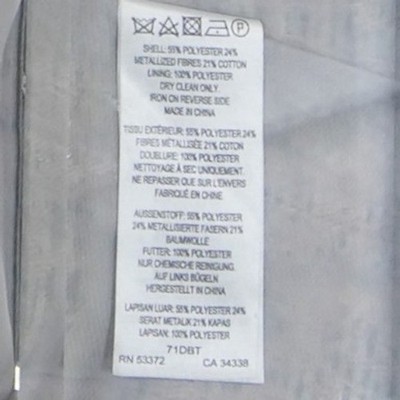 SHELL: 55% POLYESTER 24%
METALLIZED FIBRES 21% COTTON
LINING: 100% POLYESTER
DRY CLEAN ONLY.
IRON ON REVERSE SIDE
MADE IN CHINA
TISSU EXTÉRIEUR: 55% POLYESTER 24%
FIBRES MÉTALLISÉE 21% COTON
DOUBLURE: 100% POLYESTER
NETTOYAGE À SEC UNIQUEMENT.
NE REPASSER QUE SUR L'ENVERS
FABRIQUÉ EN CHINE
AUSSENSTOFF: 55% POLYESTER
24% METALLISIERTE FASERN 21%
BAUMWOLLE
FUTTER: 100% POLYESTER
NUR CHEMISCHE REINIGUNG
AUF LINKS BÜGELN
HERGESTELLT IN CHINA
LAPISAN LUAR: 55% POLYESTER 24%
SERAT METALIK 21% KAPAS
LAPISAN: 100% POLYESTER
71DBT
RN 53372 CA 34338